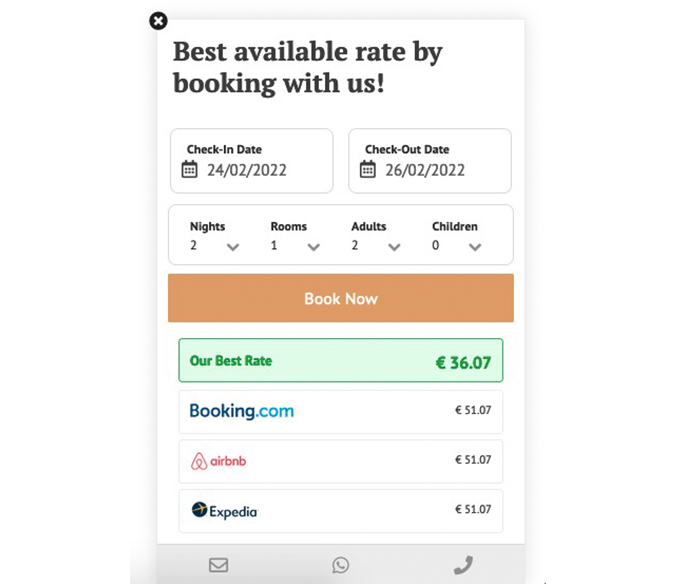 Best available rate by
booking with us!
Check-In Date
24/02/2022
Check-Out Date
26/02/2022
Nights
2
Rooms
1
Adults
2
Children
0
Book Now
Our Best Rate € 36.07
Booking.com € 51.07
airbnb € 51.07
Expedia € 51.07